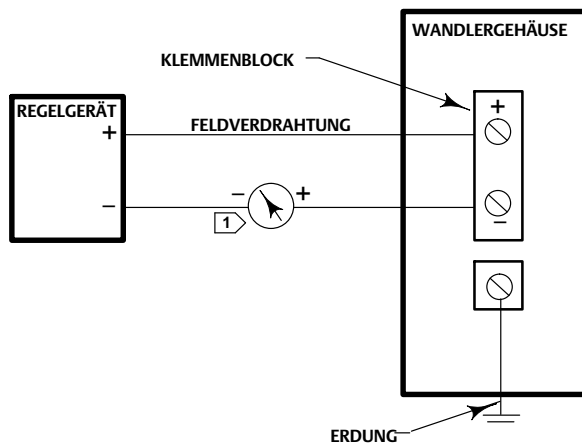 WANDLERGEHÄUSE
KLEMMENBLOCK
REGELGERÄT
+
+
FELDVERDRAHTUNG
−
−
+
1
−
ERDUNG